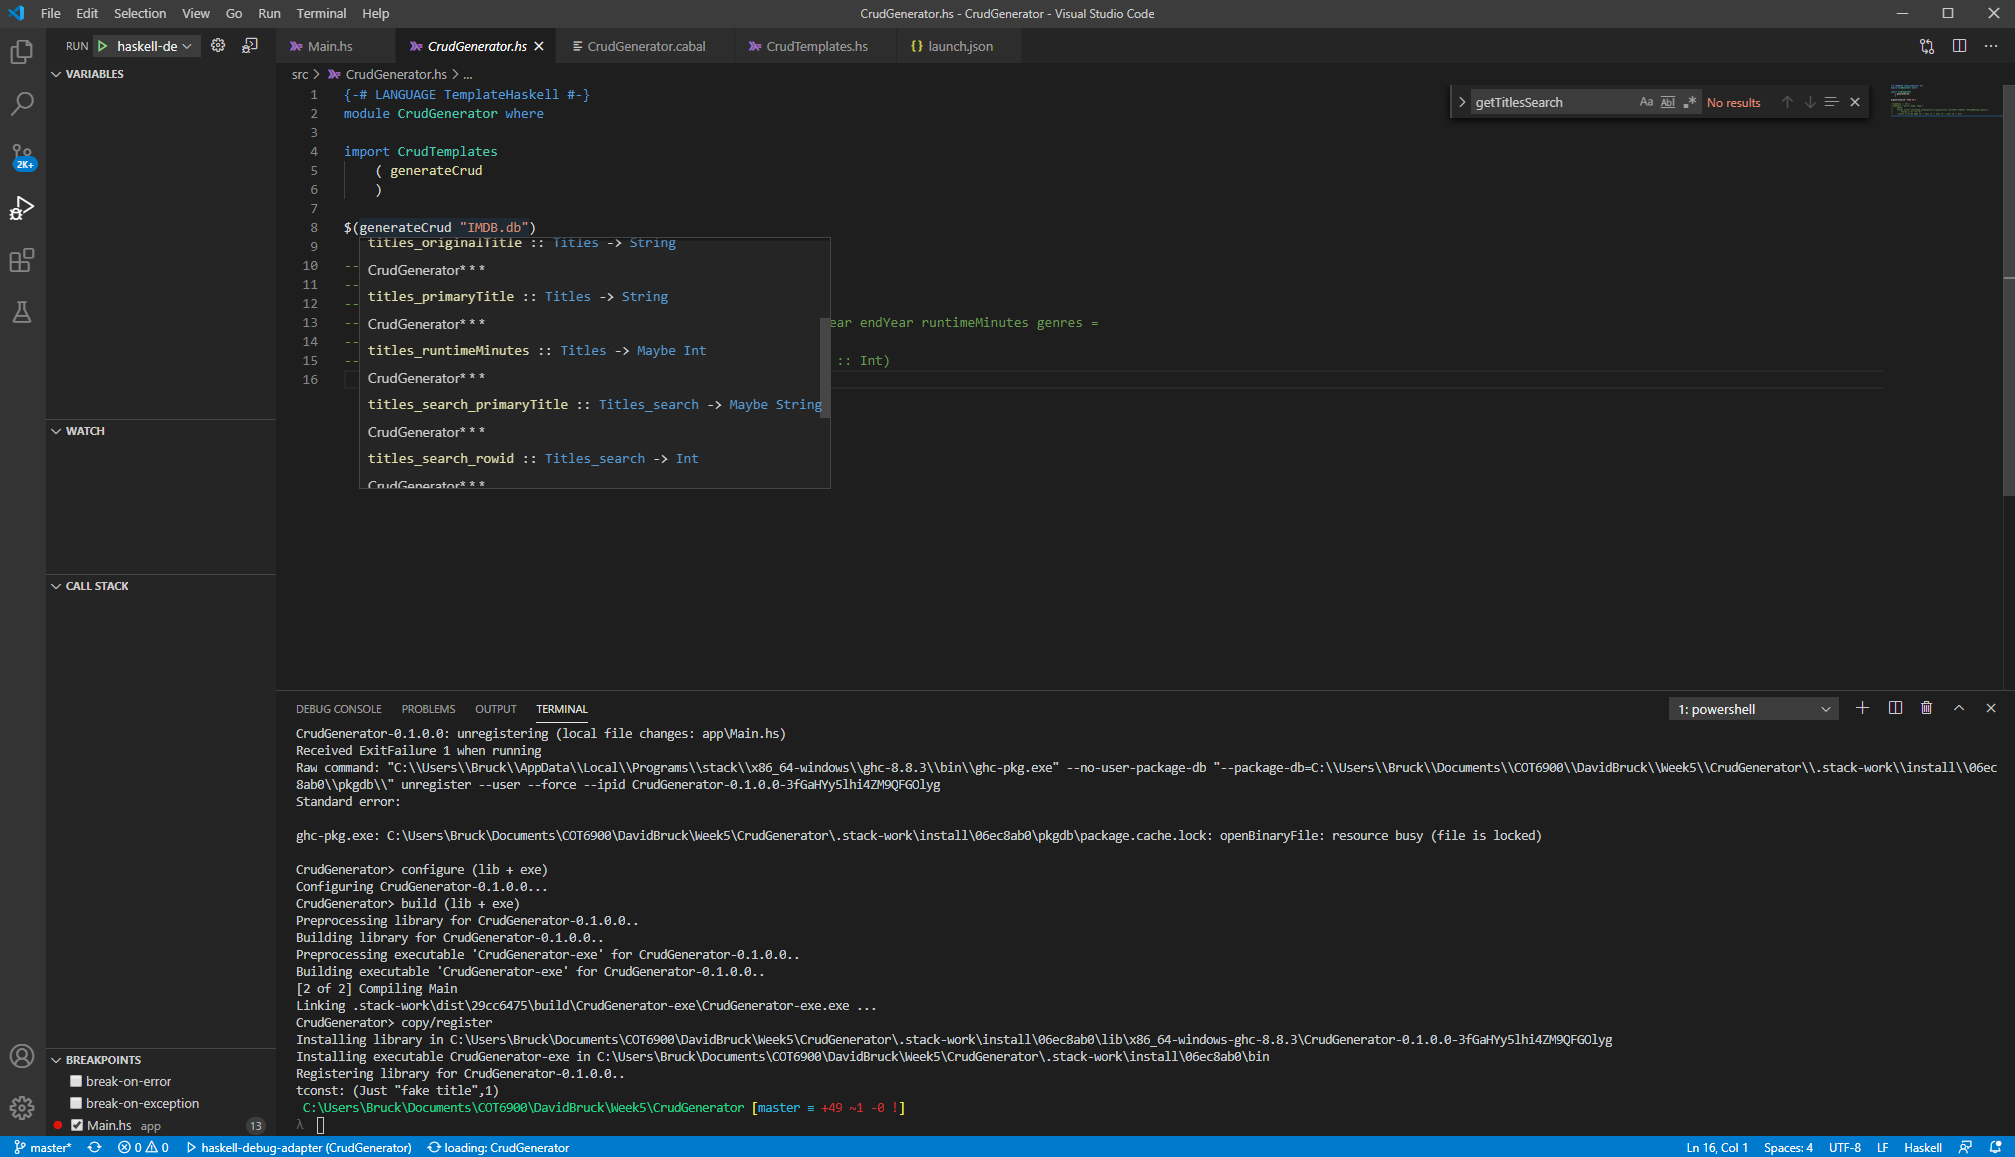 File Edit Selection View Go Run Terminal Help
CrudGenerator.hs - CrudGenerator - Visual Studio Code
RUN haskell-de
Main.hs CrudGenerator.hs CrudGenerator.cabal CrudTemplates.hs launch.json
VARIABLES
src > CrudGenerator.hs > ...
getTitlesSearch Aa Abl .* No results
1 {-# LANGUAGE TemplateHaskell #-}
2 module CrudGenerator where
3
4 import CrudTemplates
5 ( generateCrud
6 )
7
8 $(generateCrud "IMDB.db")
9
10 --
11 --
12 --
13 -- ear endYear runtimeMinutes genres =
14 --
15 -- :: Int)
16
titles_originalTitle :: Titles -> String
CrudGenerator* * *
titles_primaryTitle :: Titles -> String
CrudGenerator* * *
titles_runtimeMinutes :: Titles -> Maybe Int
CrudGenerator* * *
titles_search_primaryTitle :: Titles_search -> Maybe String
CrudGenerator* * *
titles_search_rowid :: Titles_search -> Int
CrudGenerator* * *
2K+
WATCH
CALL STACK
BREAKPOINTS
break-on-error
break-on-exception
Main.hs app 13
DEBUG CONSOLE PROBLEMS OUTPUT TERMINAL
1: powershell
CrudGenerator-0.1.0.0: unregistering (local file changes: app\Main.hs)
Received ExitFailure 1 when running
Raw command: "C:\\Users\\Bruck\\AppData\\Local\\Programs\\stack\\x86_64-windows\\ghc-8.8.3\\bin\\ghc-pkg.exe" --no-user-package-db "--package-db=C:\\Users\\Bruck\\Documents\\COT6900\\DavidBruck\\Week5\\CrudGenerator\\.stack-work\\install\\06ec
8ab0\\pkgdb\\" unregister --user --force --ipid CrudGenerator-0.1.0.0-3fGaHYy5lhi4ZM9QFGOlyg
Standard error:
ghc-pkg.exe: C:\Users\Bruck\Documents\COT6900\DavidBruck\Week5\CrudGenerator\.stack-work\install\06ec8ab0\pkgdb\package.cache.lock: openBinaryFile: resource busy (file is locked)
CrudGenerator> configure (lib + exe)
Configuring CrudGenerator-0.1.0.0...
CrudGenerator> build (lib + exe)
Preprocessing library for CrudGenerator-0.1.0.0..
Building library for CrudGenerator-0.1.0.0..
Preprocessing executable 'CrudGenerator-exe' for CrudGenerator-0.1.0.0..
Building executable 'CrudGenerator-exe' for CrudGenerator-0.1.0.0..
[2 of 2] Compiling Main
Linking .stack-work\dist\29cc6475\build\CrudGenerator-exe\CrudGenerator-exe.exe ...
CrudGenerator> copy/register
Installing library in C:\Users\Bruck\Documents\COT6900\DavidBruck\Week5\CrudGenerator\.stack-work\install\06ec8ab0\lib\x86_64-windows-ghc-8.8.3\CrudGenerator-0.1.0.0-3fGaHYy5lhi4ZM9QFGOlyg
Installing executable CrudGenerator-exe in C:\Users\Bruck\Documents\COT6900\DavidBruck\Week5\CrudGenerator\.stack-work\install\06ec8ab0\bin
Registering library for CrudGenerator-0.1.0.0..
tconst: (Just "fake title",1)
C:\Users\Bruck\Documents\COT6900\DavidBruck\Week5\CrudGenerator [master ≡ +49 ~1 -0 !]
λ
master* 0 0 haskell-debug-adapter (CrudGenerator) loading: CrudGenerator
Ln 16, Col 1 Spaces: 4 UTF-8 LF Haskell